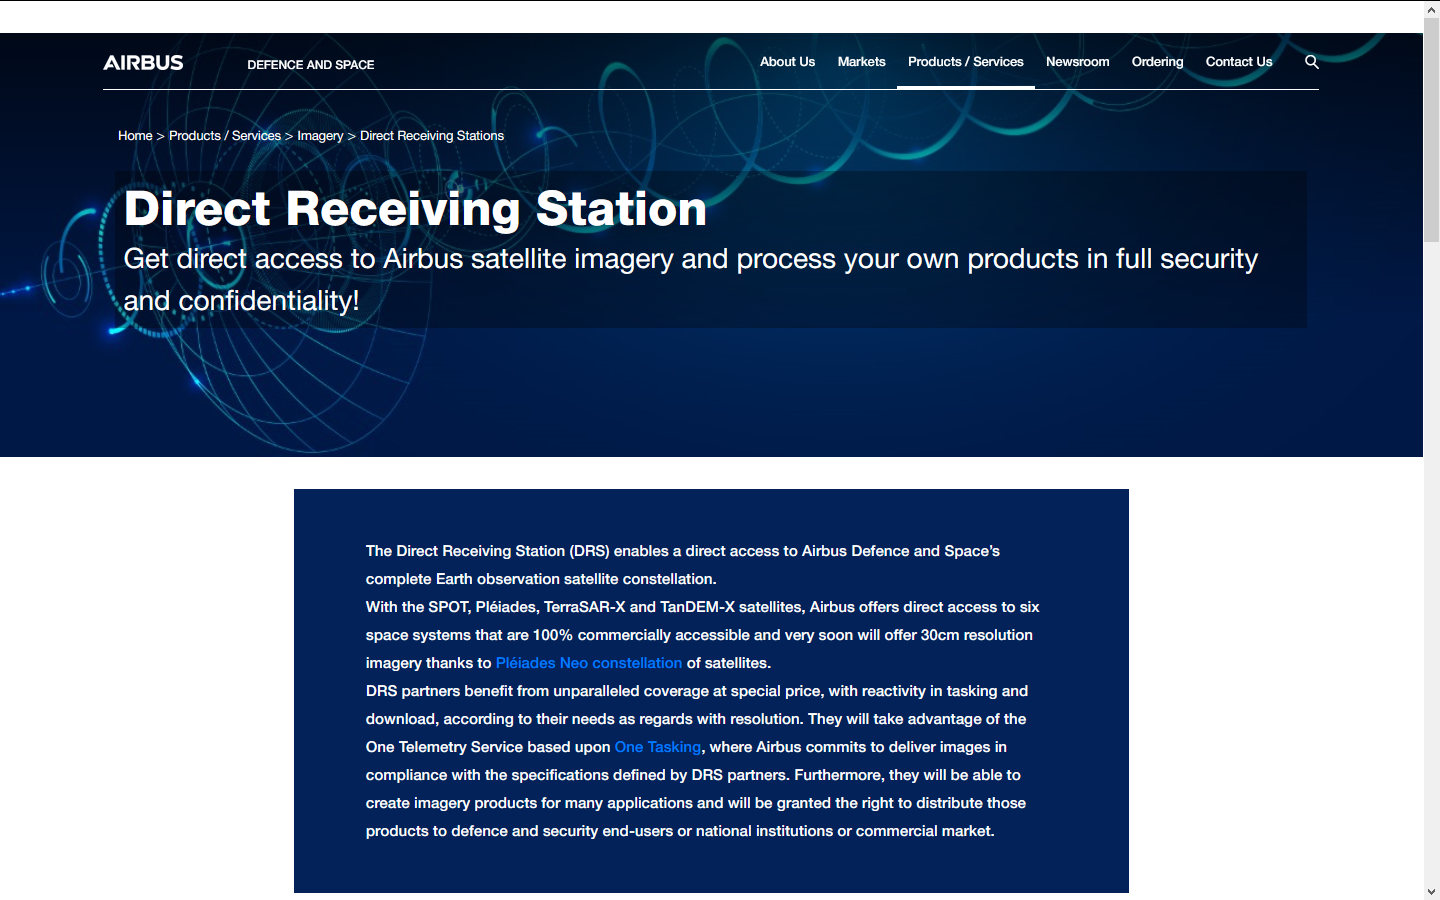 AIRBUS
DEFENCE AND SPACE
About Us
Markets
Products / Services
Newsroom
Ordering
Contact Us
Home > Products / Services > Imagery > Direct Receiving Stations
Direct Receiving Station
Get direct access to Airbus satellite imagery and process your own products in full security
and confidentiality!
The Direct Receiving Station (DRS) enables a direct access to Airbus Defence and Space's
complete Earth observation satellite constellation.
With the SPOT, Pléiades, TerraSAR-X and TanDEM-X satellites, Airbus offers direct access to six
space systems that are 100% commercially accessible and very soon will offer 30cm resolution
imagery thanks to Pléiades Neo constellation of satellites.
DRS partners benefit from unparalleled coverage at special price, with reactivity in tasking and
download, according to their needs as regards with resolution. They will take advantage of the
One Telemetry Service based upon One Tasking, where Airbus commits to deliver images in
compliance with the specifications defined by DRS partners. Furthermore, they will be able to
create imagery products for many applications and will be granted the right to distribute those
products to defence and security end-users or national institutions or commercial market.